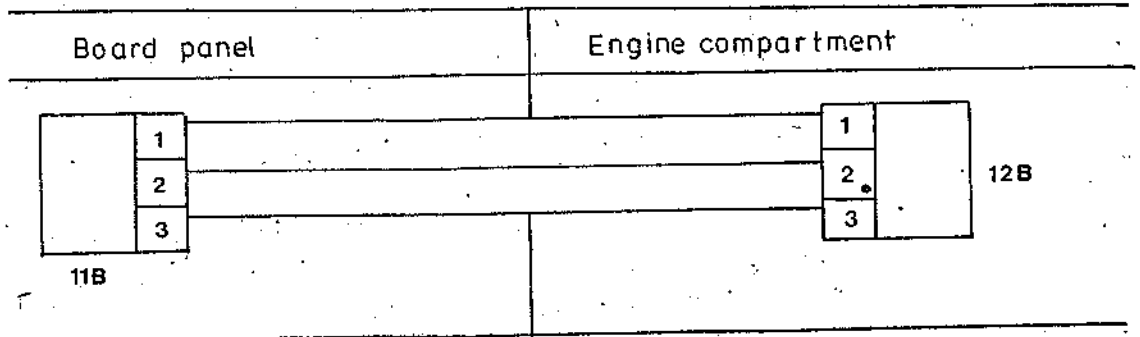 Board panel Engine compartment
1 1
2 2 12B
3 3
11B